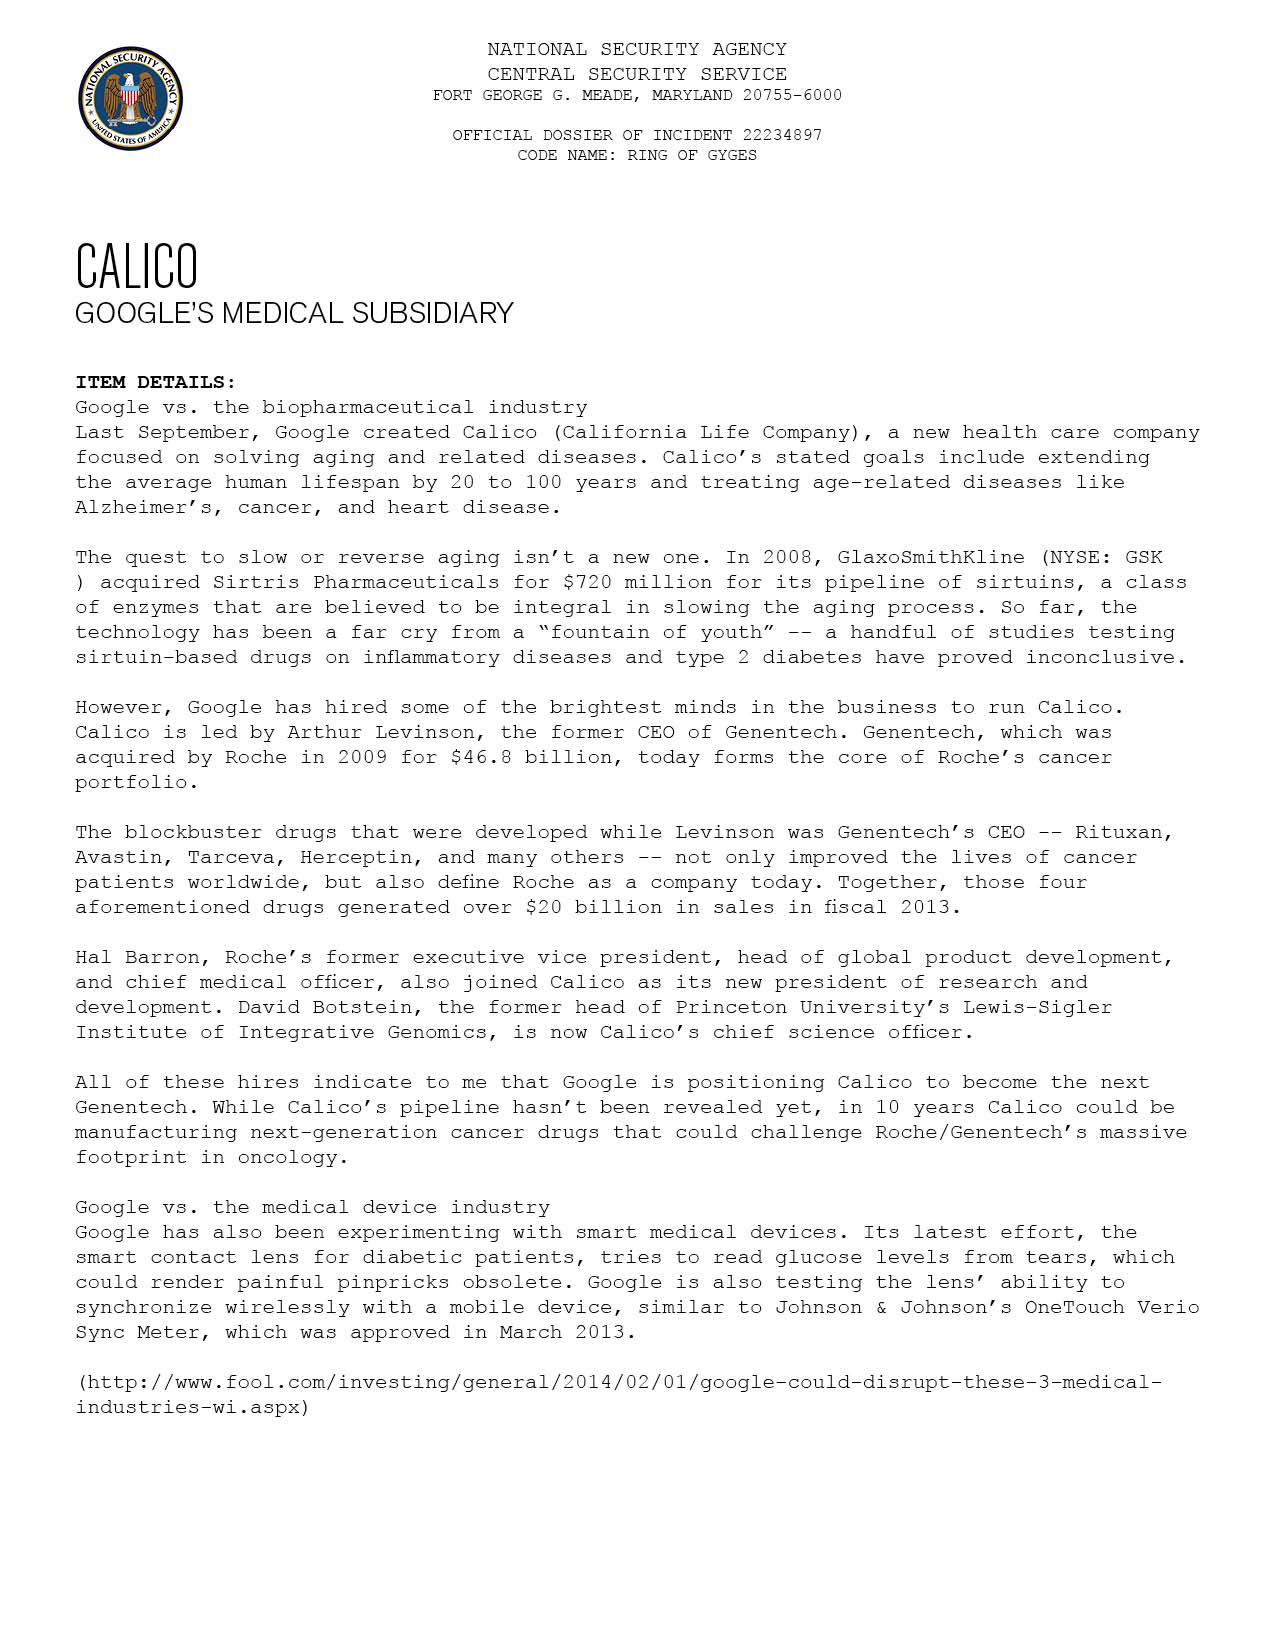 NATIONAL SECURITY AGENCY
UNITED STATES OF AMERICA
NATIONAL SECURITY AGENCY
CENTRAL SECURITY SERVICE
FORT GEORGE G. MEADE, MARYLAND 20755-6000
OFFICIAL DOSSIER OF INCIDENT 22234897
CODE NAME: RING OF GYGES
CALICO
GOOGLE’S MEDICAL SUBSIDIARY
ITEM DETAILS:
Google vs. the biopharmaceutical industry
Last September, Google created Calico (California Life Company), a new health care company
focused on solving aging and related diseases. Calico’s stated goals include extending
the average human lifespan by 20 to 100 years and treating age-related diseases like
Alzheimer’s, cancer, and heart disease.
The quest to slow or reverse aging isn’t a new one. In 2008, GlaxoSmithKline (NYSE: GSK
) acquired Sirtris Pharmaceuticals for $720 million for its pipeline of sirtuins, a class
of enzymes that are believed to be integral in slowing the aging process. So far, the
technology has been a far cry from a “fountain of youth” -- a handful of studies testing
sirtuin-based drugs on inflammatory diseases and type 2 diabetes have proved inconclusive.
However, Google has hired some of the brightest minds in the business to run Calico.
Calico is led by Arthur Levinson, the former CEO of Genentech. Genentech, which was
acquired by Roche in 2009 for $46.8 billion, today forms the core of Roche’s cancer
portfolio.
The blockbuster drugs that were developed while Levinson was Genentech’s CEO -- Rituxan,
Avastin, Tarceva, Herceptin, and many others -- not only improved the lives of cancer
patients worldwide, but also define Roche as a company today. Together, those four
aforementioned drugs generated over $20 billion in sales in fiscal 2013.
Hal Barron, Roche’s former executive vice president, head of global product development,
and chief medical officer, also joined Calico as its new president of research and
development. David Botstein, the former head of Princeton University’s Lewis-Sigler
Institute of Integrative Genomics, is now Calico’s chief science officer.
All of these hires indicate to me that Google is positioning Calico to become the next
Genentech. While Calico’s pipeline hasn’t been revealed yet, in 10 years Calico could be
manufacturing next-generation cancer drugs that could challenge Roche/Genentech’s massive
footprint in oncology.
Google vs. the medical device industry
Google has also been experimenting with smart medical devices. Its latest effort, the
smart contact lens for diabetic patients, tries to read glucose levels from tears, which
could render painful pinpricks obsolete. Google is also testing the lens’ ability to
synchronize wirelessly with a mobile device, similar to Johnson & Johnson’s OneTouch Verio
Sync Meter, which was approved in March 2013.
(http://www.fool.com/investing/general/2014/02/01/google-could-disrupt-these-3-medical-
industries-wi.aspx)